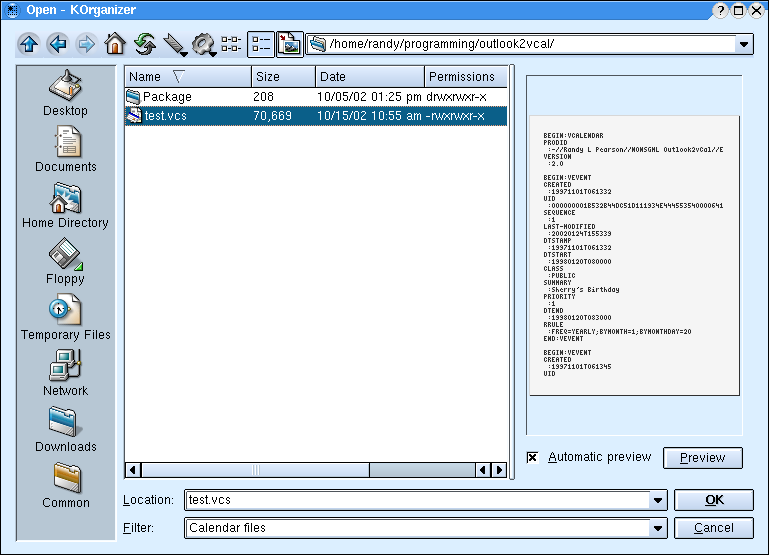 Open - KOrganizer
/home/randy/programming/outlook2vcal/
Desktop
Documents
Home Directory
Floppy
Temporary Files
Network
Downloads
Common
Name Size Date Permissions
Package 208 10/05/02 01:25 pm drwxrwxr-x
test.vcs 70,669 10/15/02 10:55 am -rwxrwxr-x
BEGIN:VCALENDAR
PRODID
:-//Randy L Pearson//NONSGML Outlook2vCal//E
VERSION
:2.0
BEGIN:VEVENT
CREATED
:19971101T061332
UID
:000000001B532B44DC51D111934E444553540000641
SEQUENCE
:1
LAST-MODIFIED
:20020124T155339
DTSTAMP
:19971101T061332
DTSTART
:19980120T080000
CLASS
:PUBLIC
SUMMARY
:Sherry's Birthday
PRIORITY
:1
DTEND
:19980120T083000
RRULE
:FREQ=YEARLY;BYMONTH=1;BYMONTHDAY=20
END:VEVENT
BEGIN:VEVENT
CREATED
:19971101T061345
UID
Automatic preview Preview
Location: test.vcs OK
Filter: Calendar files Cancel